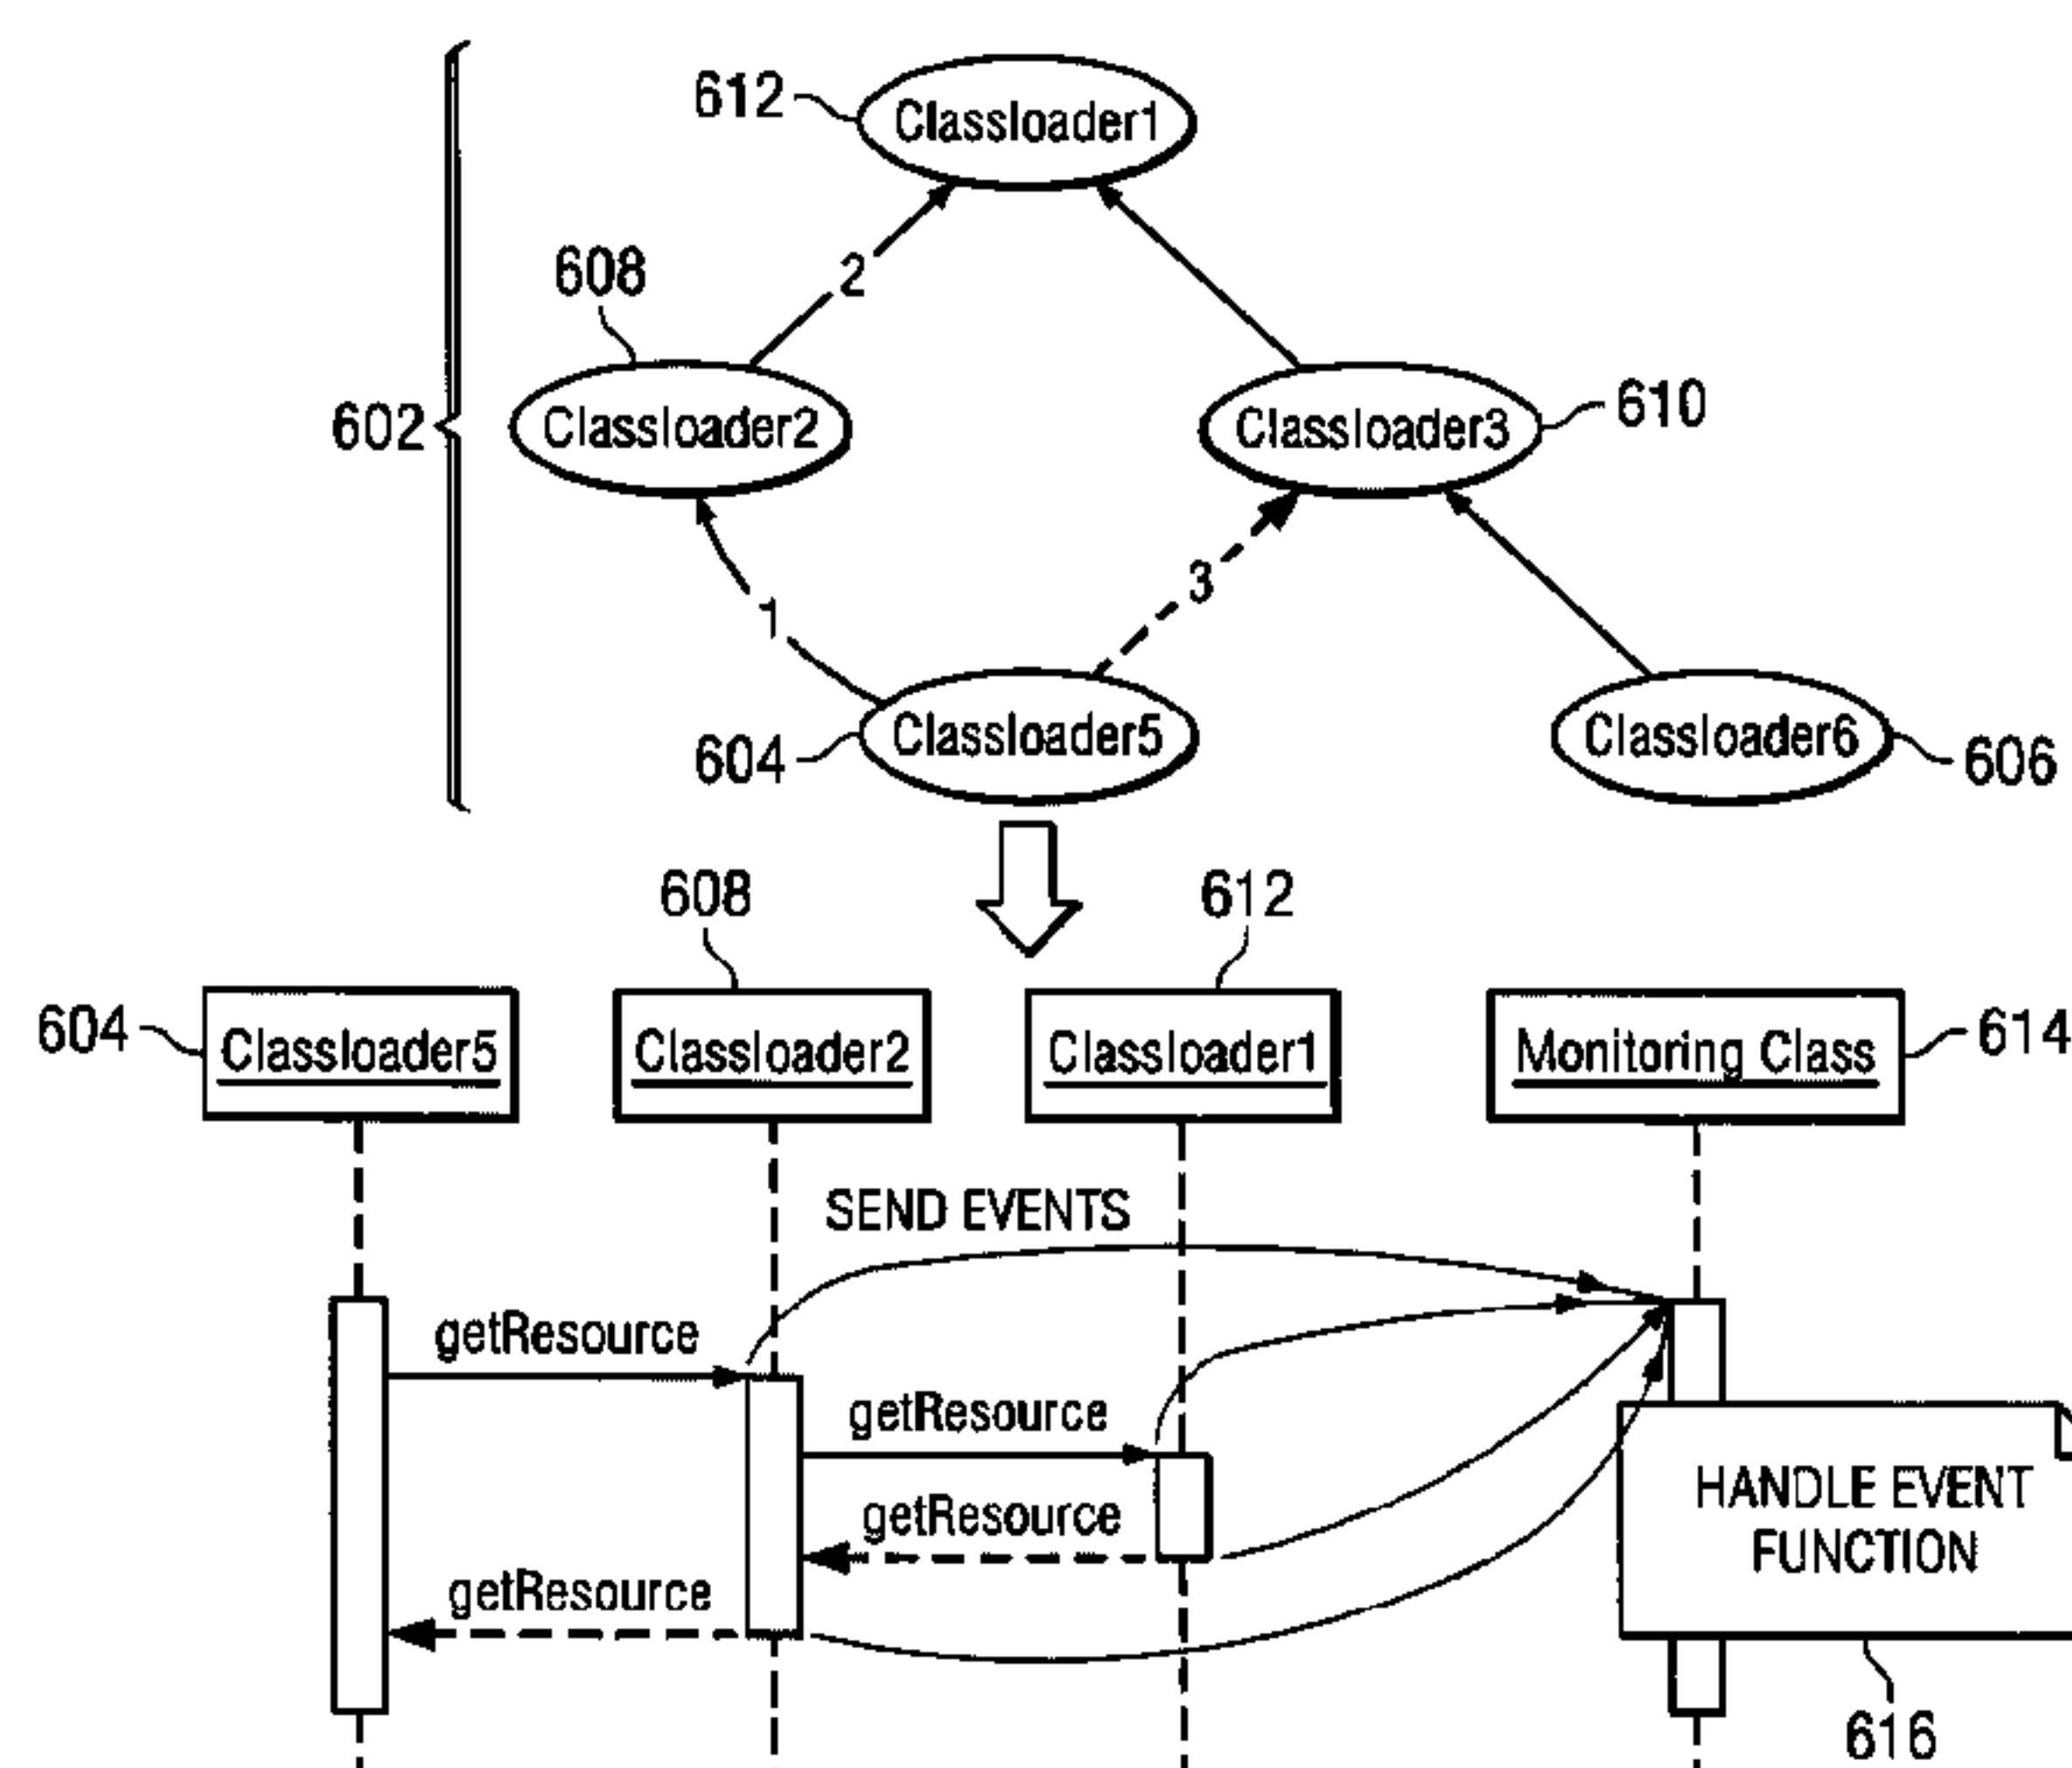 612
Classloader1
2
608
602
Classloader2
Classloader3
610
1
3
604
Classloader5
Classloader6
606
608
612
604
Classloader5
Classloader2
Classloader1
Monitoring Class
614
SEND EVENTS
getResource
getResource
getResource
getResource
HANDLE EVENT
FUNCTION
616